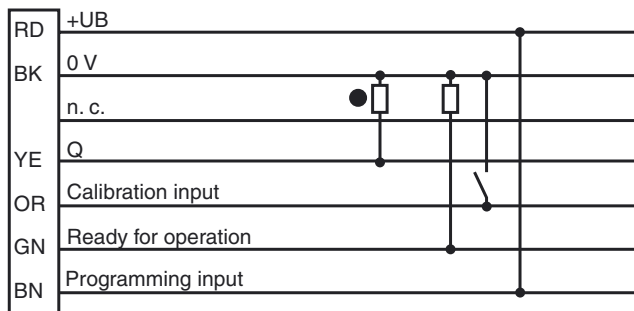 RD +UB
BK 0 V
n. c.
YE Q
OR Calibration input
GN Ready for operation
BN Programming input